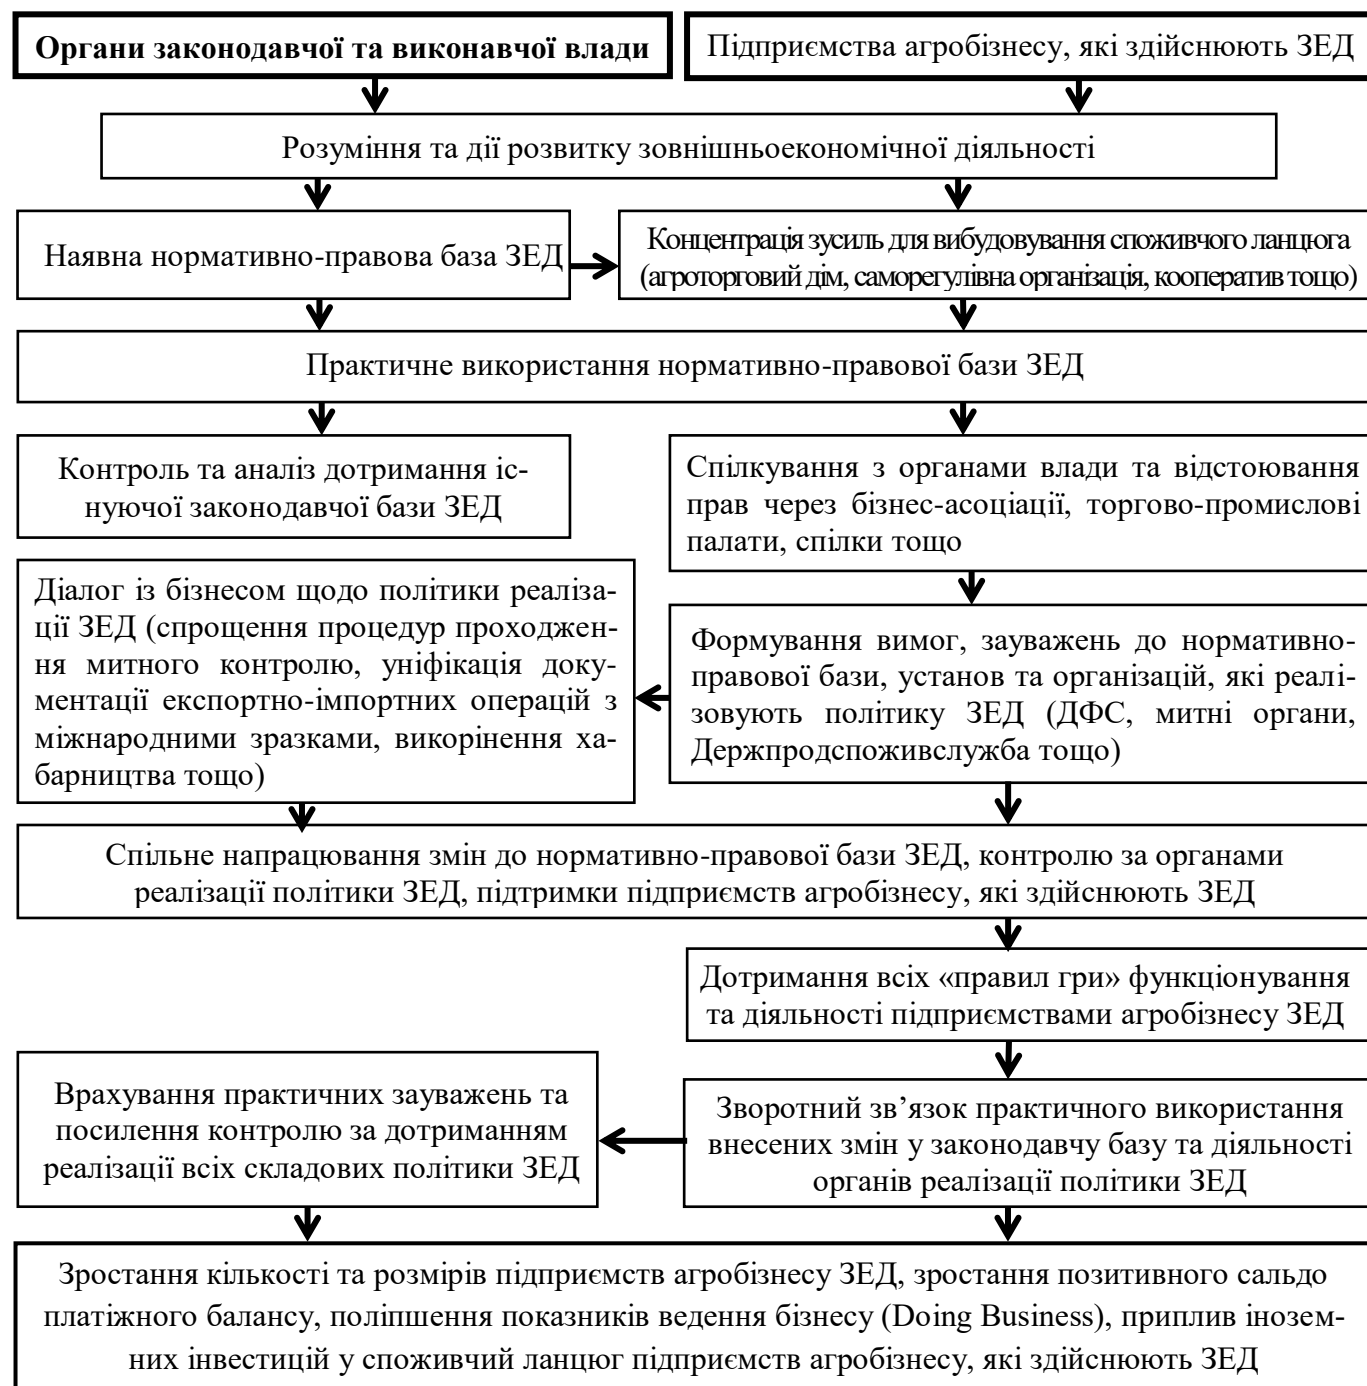 Органи законодавчої та виконавчої влади
Підприємства агробізнесу, які здійснюють ЗЕД
Розуміння та дії розвитку зовнішньоекономічної діяльності
Наявна нормативно-правова база ЗЕД
Концентрація зусиль для вибудовування споживчого ланцюга
(агроторговий дім, саморегулівна організація, кооператив тощо)
Практичне використання нормативно-правової бази ЗЕД
Контроль та аналіз дотримання іс-
нуючої законодавчої бази ЗЕД
Спілкування з органами влади та відстоювання
прав через бізнес-асоціації, торгово-промислові
палати, спілки тощо
Діалог із бізнесом щодо політики реаліза-
ції ЗЕД (спрощення процедур проходжен-
ня митного контролю, уніфікація доку-
ментації експортно-імпортних операцій з
міжнародними зразками, викорінення ха-
барництва тощо)
Формування вимог, зауважень до нормативно-
правової бази, установ та організацій, які реалі-
зовують політику ЗЕД (ДФС, митні органи,
Держпродспоживслужба тощо)
Спільне напрацювання змін до нормативно-правової бази ЗЕД, контролю за органами
реалізації політики ЗЕД, підтримки підприємств агробізнесу, які здійснюють ЗЕД
Дотримання всіх «правил гри» функціонування
та діяльності підприємствами агробізнесу ЗЕД
Врахування практичних зауважень та
посилення контролю за дотриманням
реалізації всіх складових політики ЗЕД
Зворотний зв’язок практичного використання
внесених змін у законодавчу базу та діяльності
органів реалізації політики ЗЕД
Зростання кількості та розмірів підприємств агробізнесу ЗЕД, зростання позитивного сальдо
платіжного балансу, поліпшення показників ведення бізнесу (Doing Business), приплив інозем-
них інвестицій у споживчий ланцюг підприємств агробізнесу, які здійснюють ЗЕД